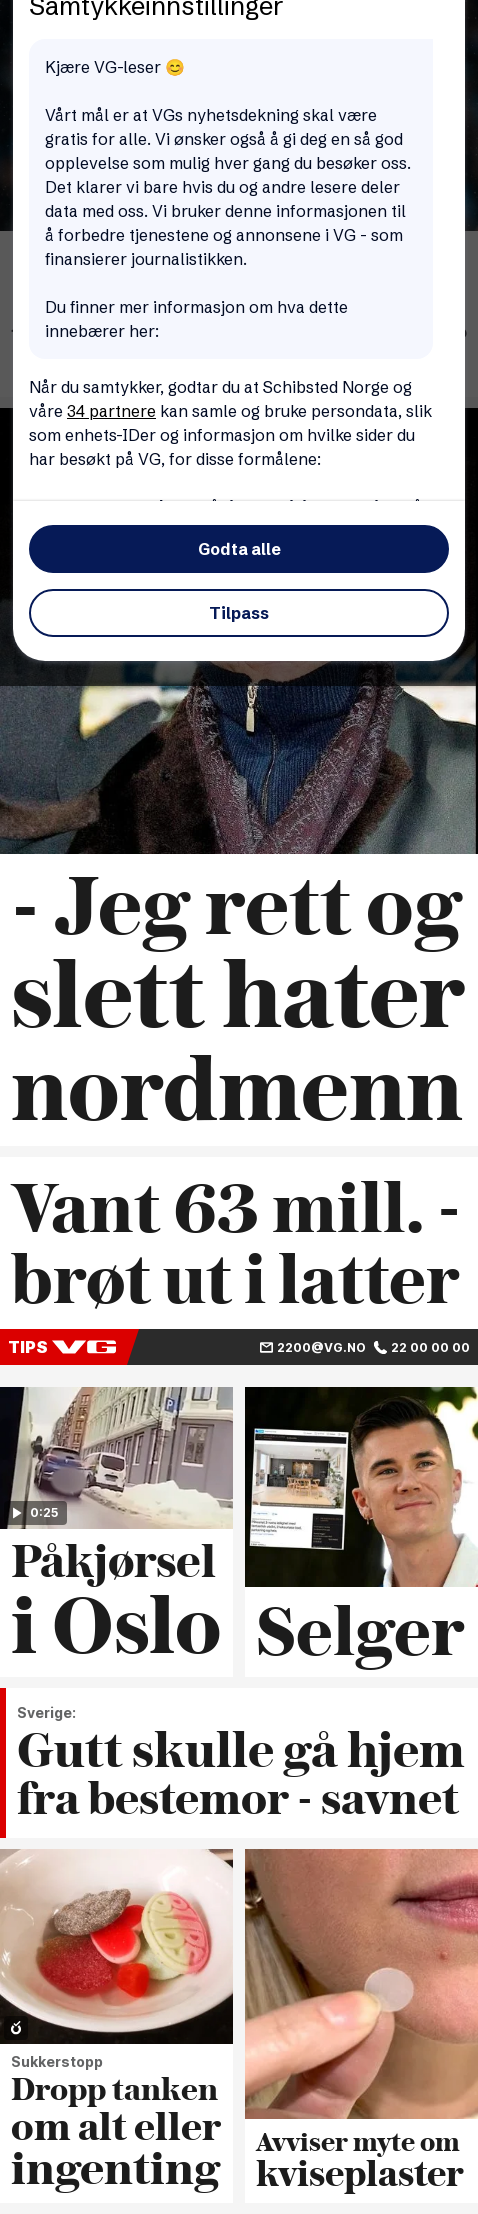 Samtykkeinnstillinger
Kjære VG-leser 😊
Vårt mål er at VGs nyhetsdekning skal være
gratis for alle. Vi ønsker også å gi deg en så god
opplevelse som mulig hver gang du besøker oss.
Det klarer vi bare hvis du og andre lesere deler
data med oss. Vi bruker denne informasjonen til
å forbedre tjenestene og annonsene i VG - som
finansierer journalistikken.
Du finner mer informasjon om hva dette
innebærer her:
Når du samtykker, godtar du at Schibsted Norge og
våre 34 partnere kan samle og bruke persondata, slik
som enhets-IDer og informasjon om hvilke sider du
har besøkt på VG, for disse formålene:
Godta alle
Tilpass
- Jeg rett og
slett hater
nordmenn
Vant 63 mill. -
brøt ut i latter
TIPS VG 2200@VG.NO 22 00 00 00
0:25
Påkjørsel
i Oslo
Selger
Sverige:
Gutt skulle gå hjem
fra bestemor - savnet
Sukkerstopp
Dropp tanken
om alt eller
ingenting
Avviser myte om
kviseplaster